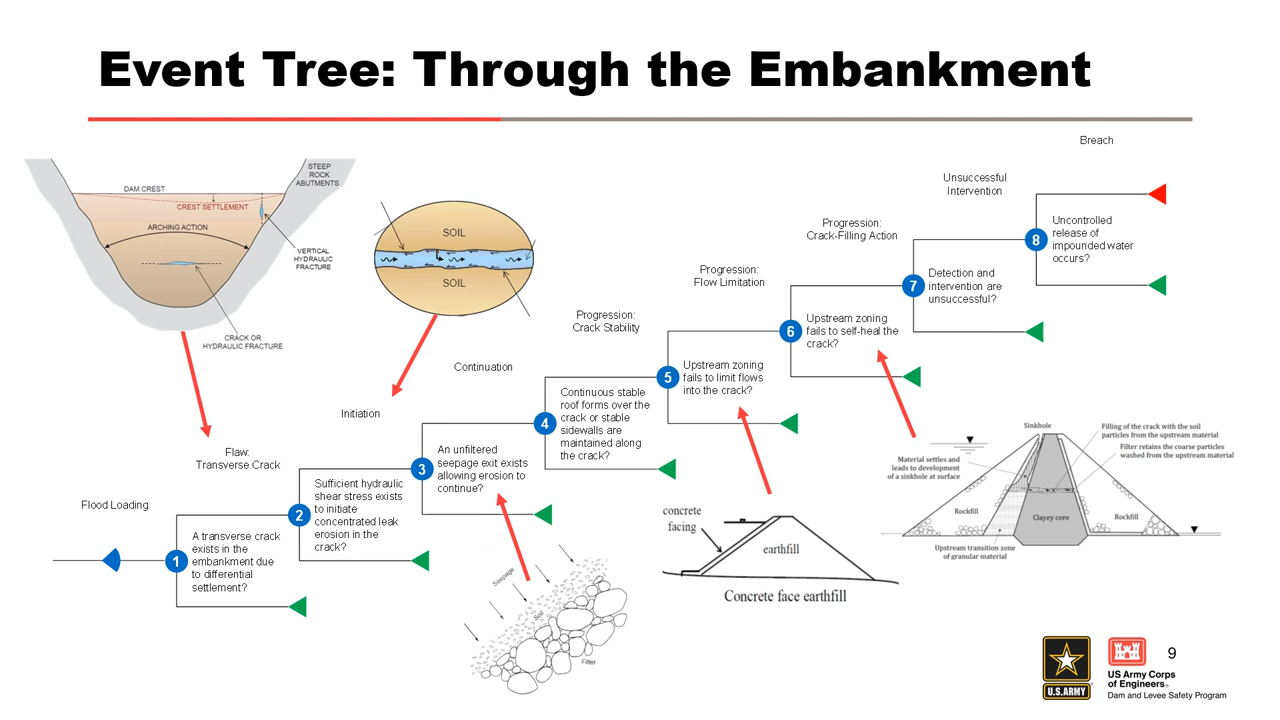 Event Tree: Through the Embankment
STEEP
ROCK
ABUTMENTS
DAM CREST
CREST SETTLEMENT
ARCHING ACTION
VERTICAL
HYDRAULIC
FRACTURE
CRACK OR
HYDRAULIC FRACTURE
SOIL
SOIL
Flood Loading
1
A transverse crack
exists in the
embankment due
to differential
settlement?
Flaw:
Transverse Crack
2
Sufficient hydraulic
shear stress exists
to initiate
concentrated leak
erosion in the
crack?
Initiation
3
An unfiltered
seepage exit exists
allowing erosion to
continue?
Continuation
4
Continuous stable
roof forms over the
crack or stable
sidewalls are
maintained along
the crack?
Progression:
Crack Stability
5
Upstream zoning
fails to limit flows
into the crack?
Progression:
Flow Limitation
6
Upstream zoning
fails to self-heal the
crack?
Progression:
Crack-Filling Action
7
Detection and
intervention are
unsuccessful?
Unsuccessful
Intervention
8
Uncontrolled
release of
impounded water
occurs?
Breach
Seepage
Soil
Filter
concrete
facing
earthfill
Concrete face earthfill
Sinkhole
Filling of the crack with the soil
particles from the upstream material
Filter retains the coarse particles
washed from the upstream material
Material settles and
leads to development
of a sinkhole at surface
Rockfill
Clayey core
Rockfill
Upstream transition zone
of granular material
U.S.ARMY
US Army Corps
of Engineers®
Dam and Levee Safety Program
9